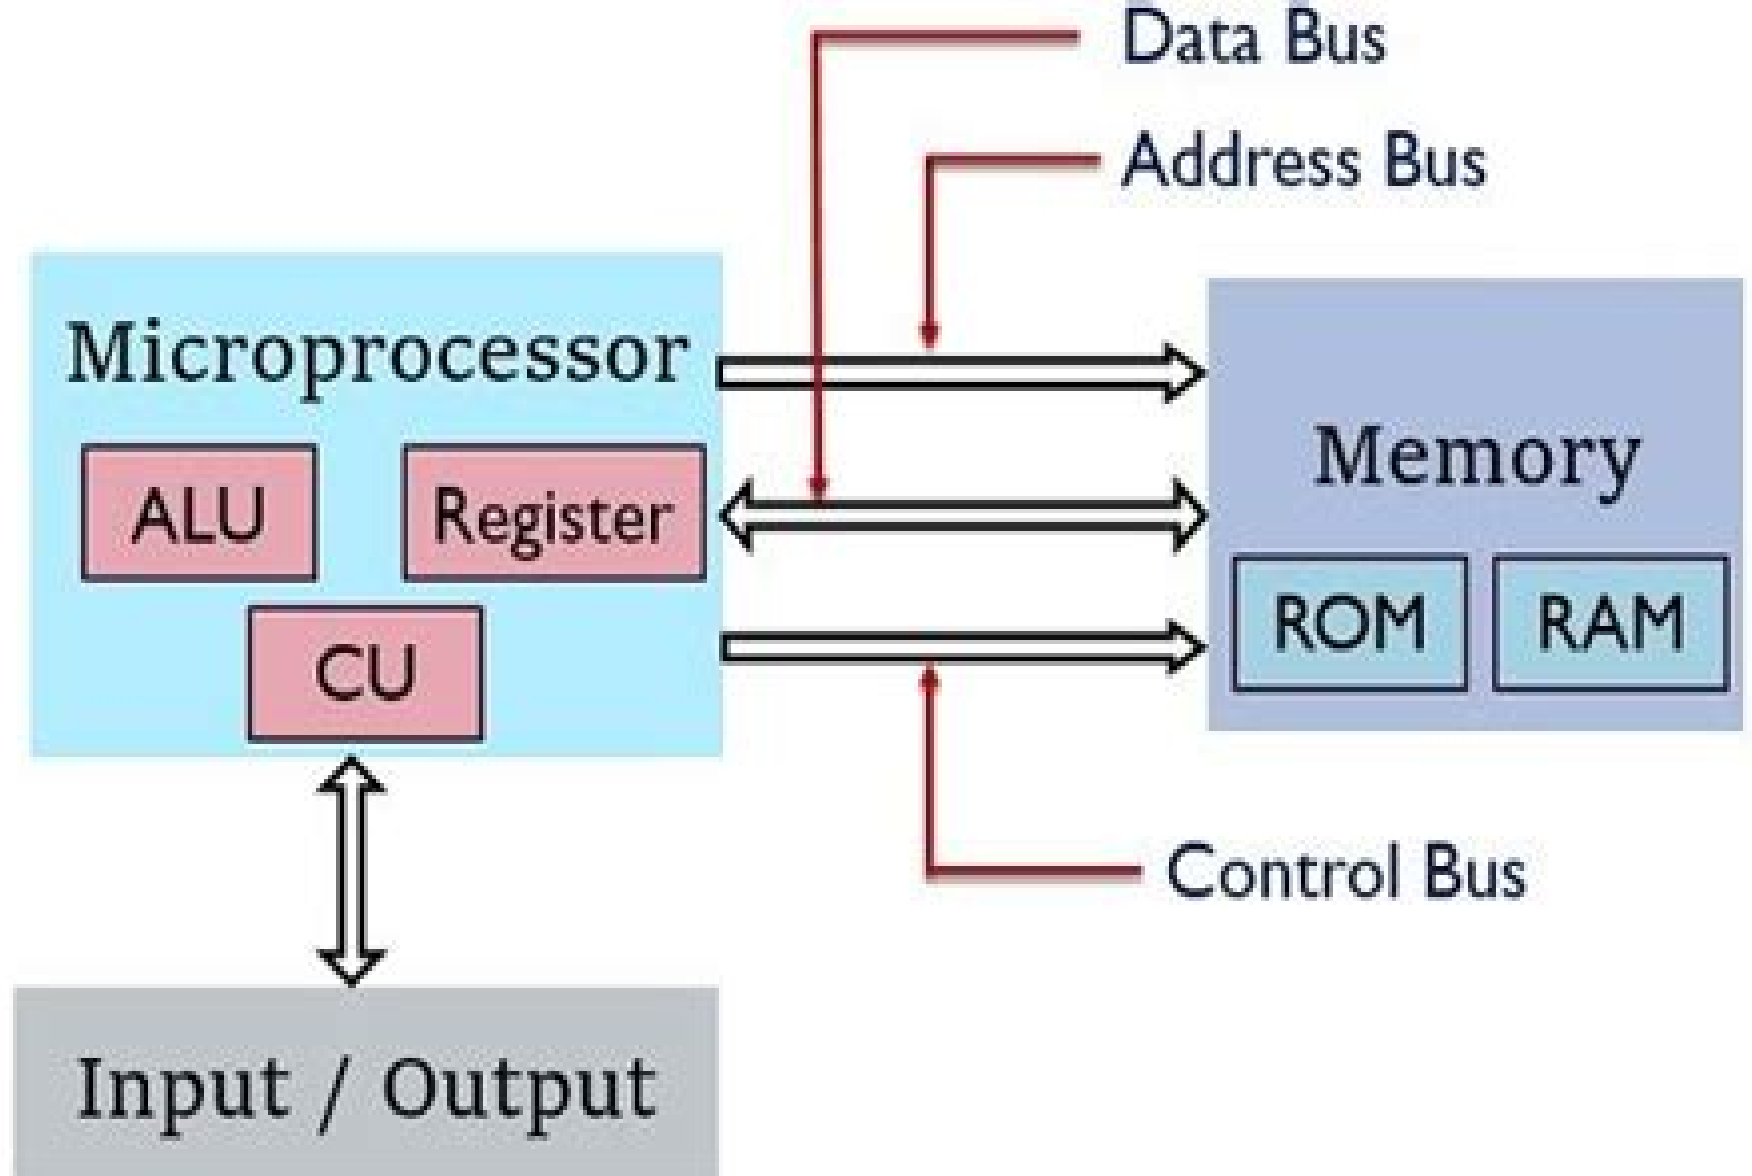 Data Bus
Address Bus
Microprocessor
ALU
Register
CU
Memory
ROM
RAM
Control Bus
Input / Output